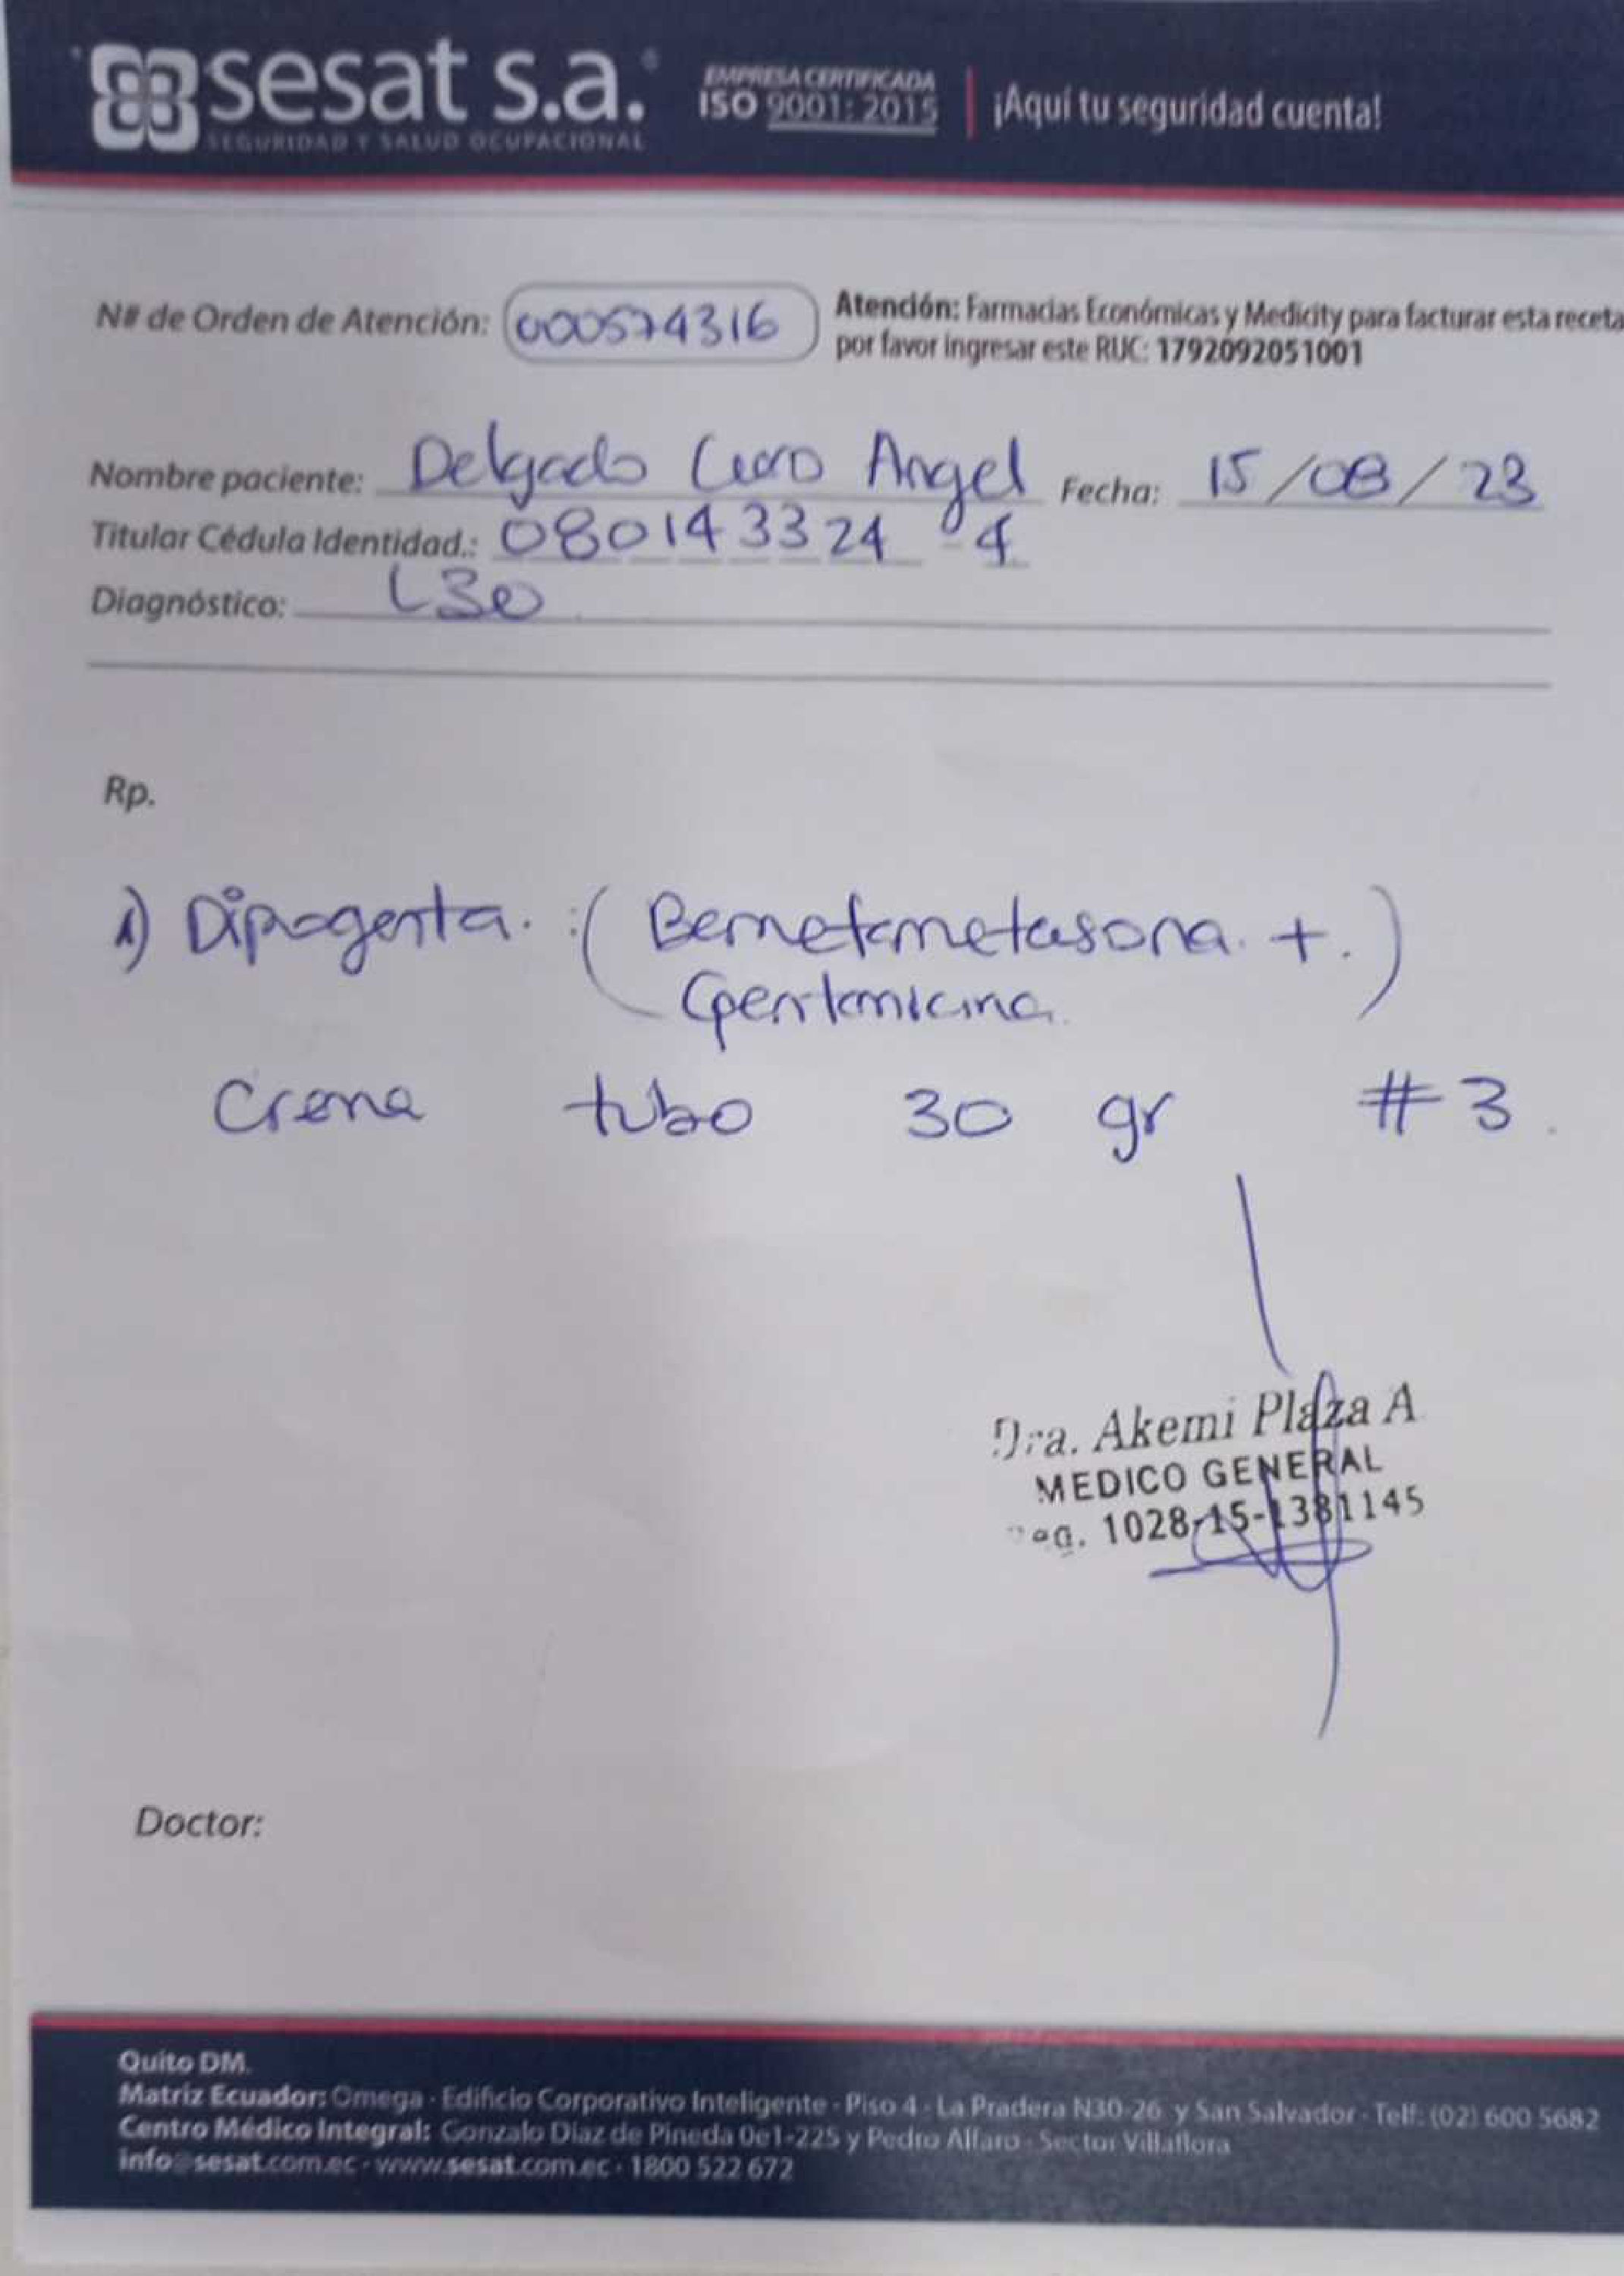 sesat s.a.
SEGURIDAD Y SALUD OCUPACIONAL
EMPRESA CERTIFICADA
ISO 9001: 2015
¡Aquí tu seguridad cuenta!
N# de Orden de Atención: 000574316
Atención: Farmacias Económicas y Medicity para facturar esta receta
por favor ingresar este RUC: 1792092051001
Nombre paciente: Delgado Angel Fecha: 15/08/23
Titular Cédula Identidad.: 080143324-4
Diagnóstico: L30
Rp.
1) Dipogenta. : ( Bemetametasona. + . )
Gentamicina
Crema tubo 30 gr #3
Dra. Akemi Plaza A
MEDICO GENERAL
Reg. 1028-15-1381145
Doctor:
Quito DM.
Matriz Ecuador: Omega - Edificio Corporativo Inteligente - Piso 4 - La Pradera N30-26 y San Salvador - Telf: (02) 600 5682
Centro Médico Integral: Gonzalo Díaz de Pineda Oe1-225 y Pedro Alfaro - Sector Villaflora
info@sesat.com.ec - www.sesat.com.ec - 1800 522 672